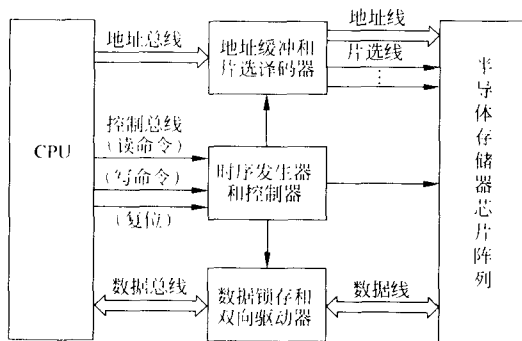 CPU
地址总线
控制总线
(读命令)
(写命令)
(复位)
数据总线
地址缓冲和
片选译码器
时序发生器
和控制器
数据锁存和
双向驱动器
地址线
片选线
⋮
数据线
半导体存储器芯片阵列